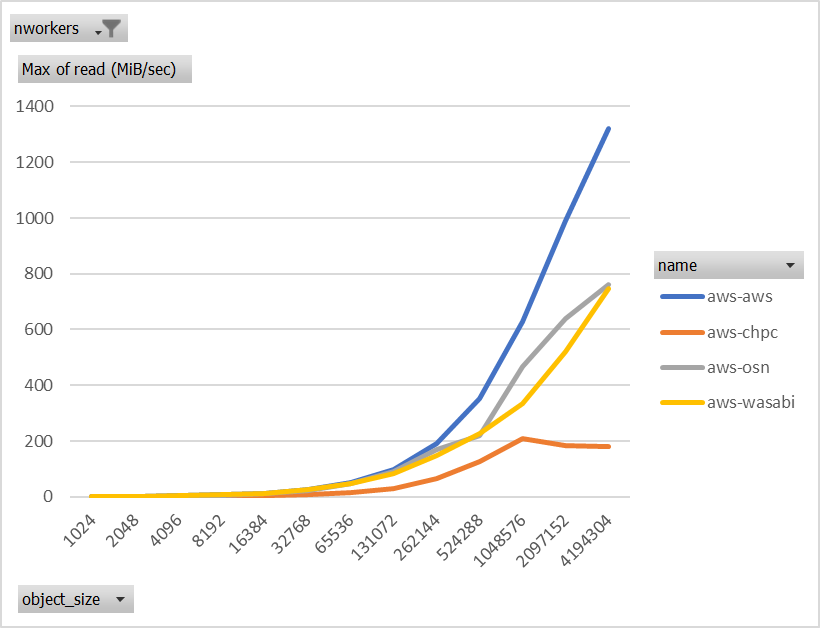 nworkers
Max of read (MiB/sec)
1400
1200
1000
800
600
400
200
0
1024
2048
4096
8192
16384
32768
65536
131072
262144
524288
1048576
2097152
4194304
name
aws-aws
aws-chpc
aws-osn
aws-wasabi
object_size